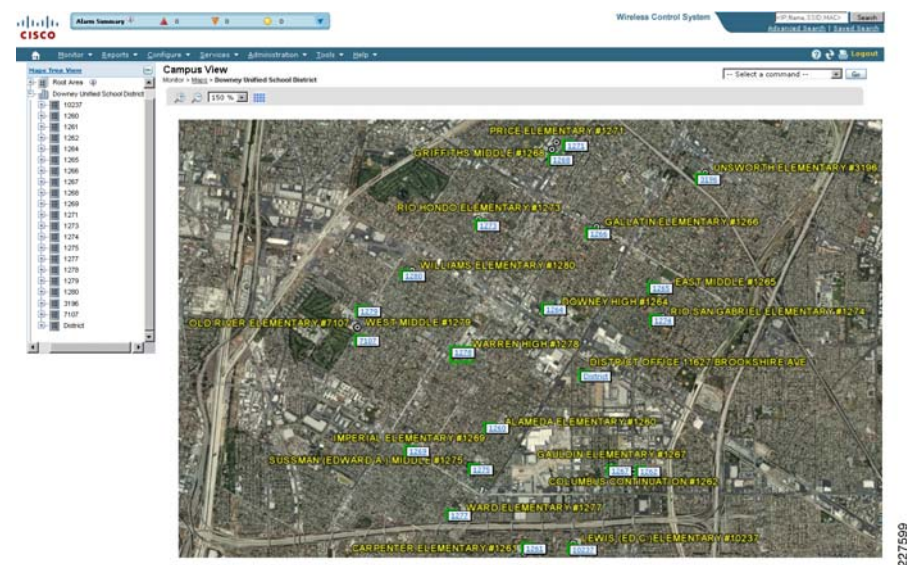 Alarm Summary
0 0 0
Wireless Control System
<IP,Name,SSID,MAC> Search
Advanced Search | Saved Search
CISCO
Monitor Reports Configure Services Administration Tools Help
Logout
Maps Tree View
Root Area
Downey Unified School District
10237
1260
1261
1262
1264
1265
1266
1267
1268
1269
1271
1273
1274
1275
1277
1278
1279
1280
3196
7107
District
Campus View
Monitor > Maps > Downey Unified School District
-- Select a command -- Go
150 %
PRICE ELEMENTARY #1271
1271
GRIFFITHS MIDDLE #1268
1268
UNSWORTH ELEMENTARY #3196
3196
RIO HONDO ELEMENTARY #1273
1273
GALLATIN ELEMENTARY #1266
1266
WILLIAMS ELEMENTARY #1280
1280
EAST MIDDLE #1265
1265
DOWNEY HIGH #1264
1264
RIO SAN GABRIEL ELEMENTARY #1274
1274
1279
OLD RIVER ELEMENTARY #7107
WEST MIDDLE #1279
7107
WARREN HIGH #1278
1278
DISTRICT OFFICE 11627 BROOKSHIRE AVE
District
ALAMEDA ELEMENTARY #1260
1260
IMPERIAL ELEMENTARY #1269
1269
SUSSMAN (EDWARD A.) MIDDLE #1275
1275
GAULDIN ELEMENTARY #1267
1267 1262
COLUMBUS CONTINUATION #1262
WARD ELEMENTARY #1277
1277
CARPENTER ELEMENTARY #1261
1261
LEWIS (ED C.) ELEMENTARY #10237
10237
227599